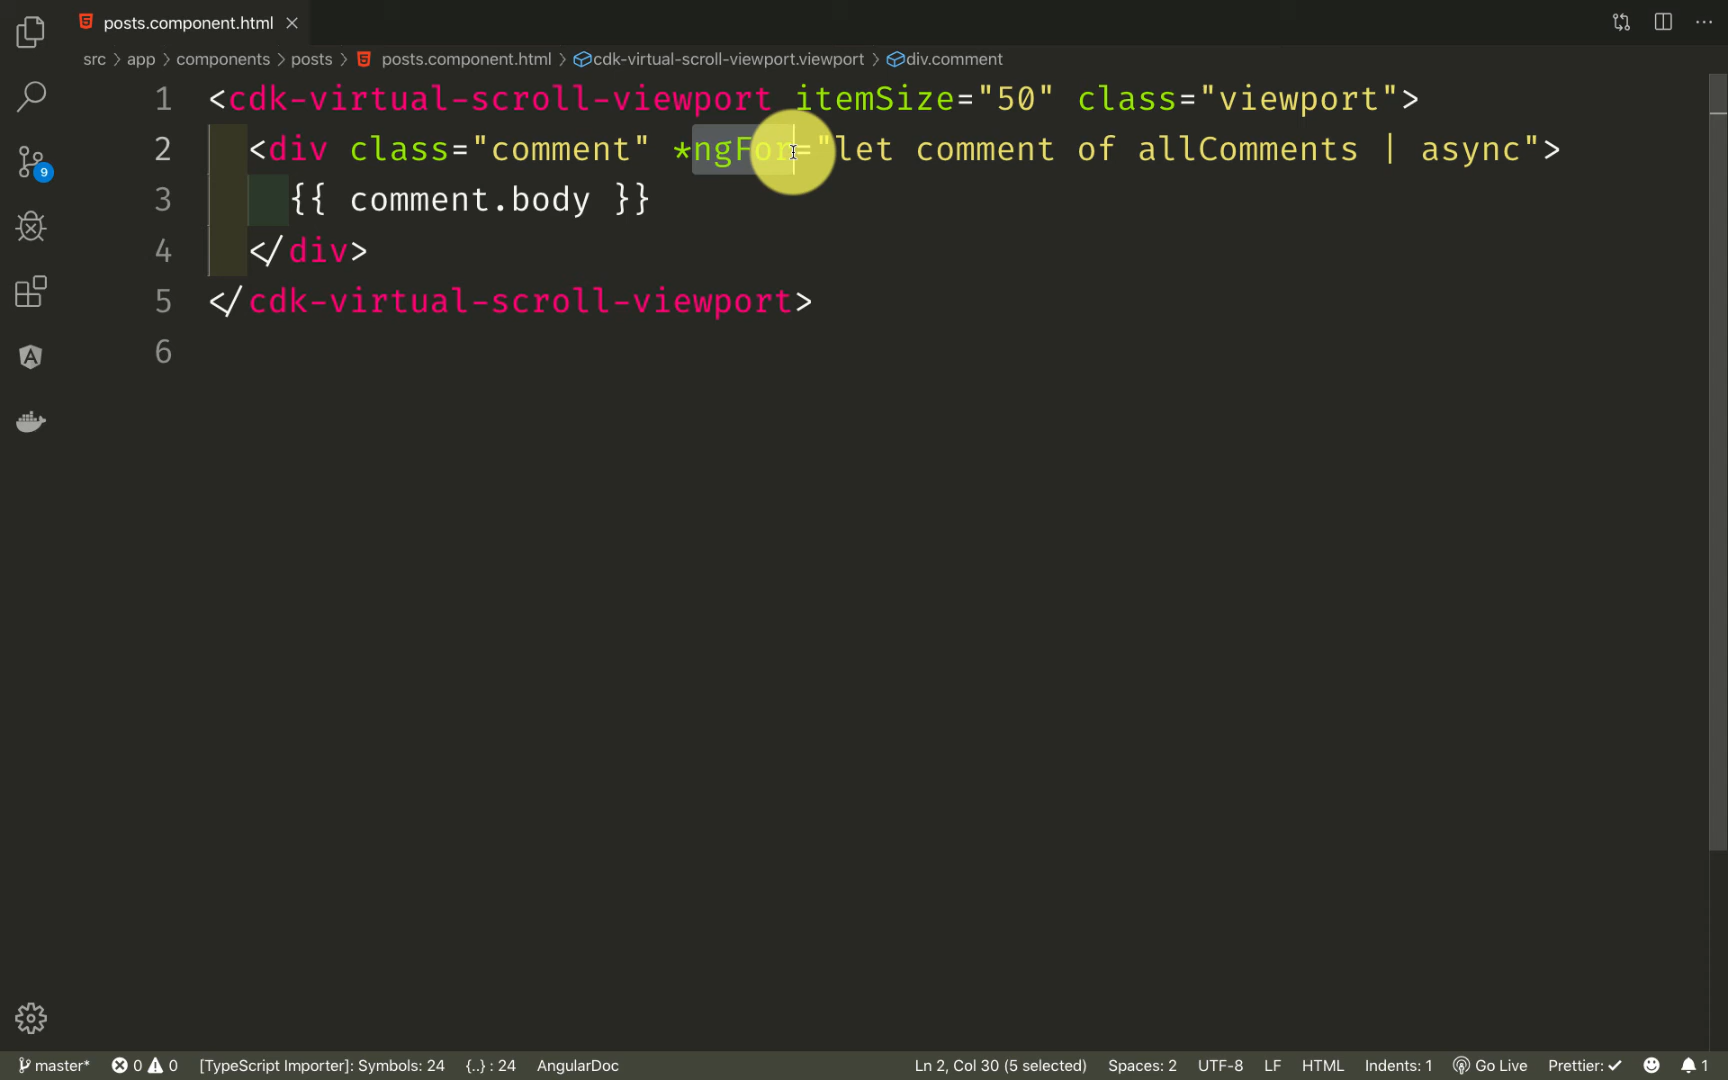 posts.component.html
src > app > components > posts > posts.component.html > cdk-virtual-scroll-viewport.viewport > div.comment
1 <cdk-virtual-scroll-viewport itemSize="50" class="viewport">
2 <div class="comment" *ngFor="let comment of allComments | async">
3 {{ comment.body }}
4 </div>
5 </cdk-virtual-scroll-viewport>
6
9
master* 0 0 [TypeScript Importer]: Symbols: 24 {..} : 24 AngularDoc Ln 2, Col 30 (5 selected) Spaces: 2 UTF-8 LF HTML Indents: 1 Go Live Prettier: ✓ 1